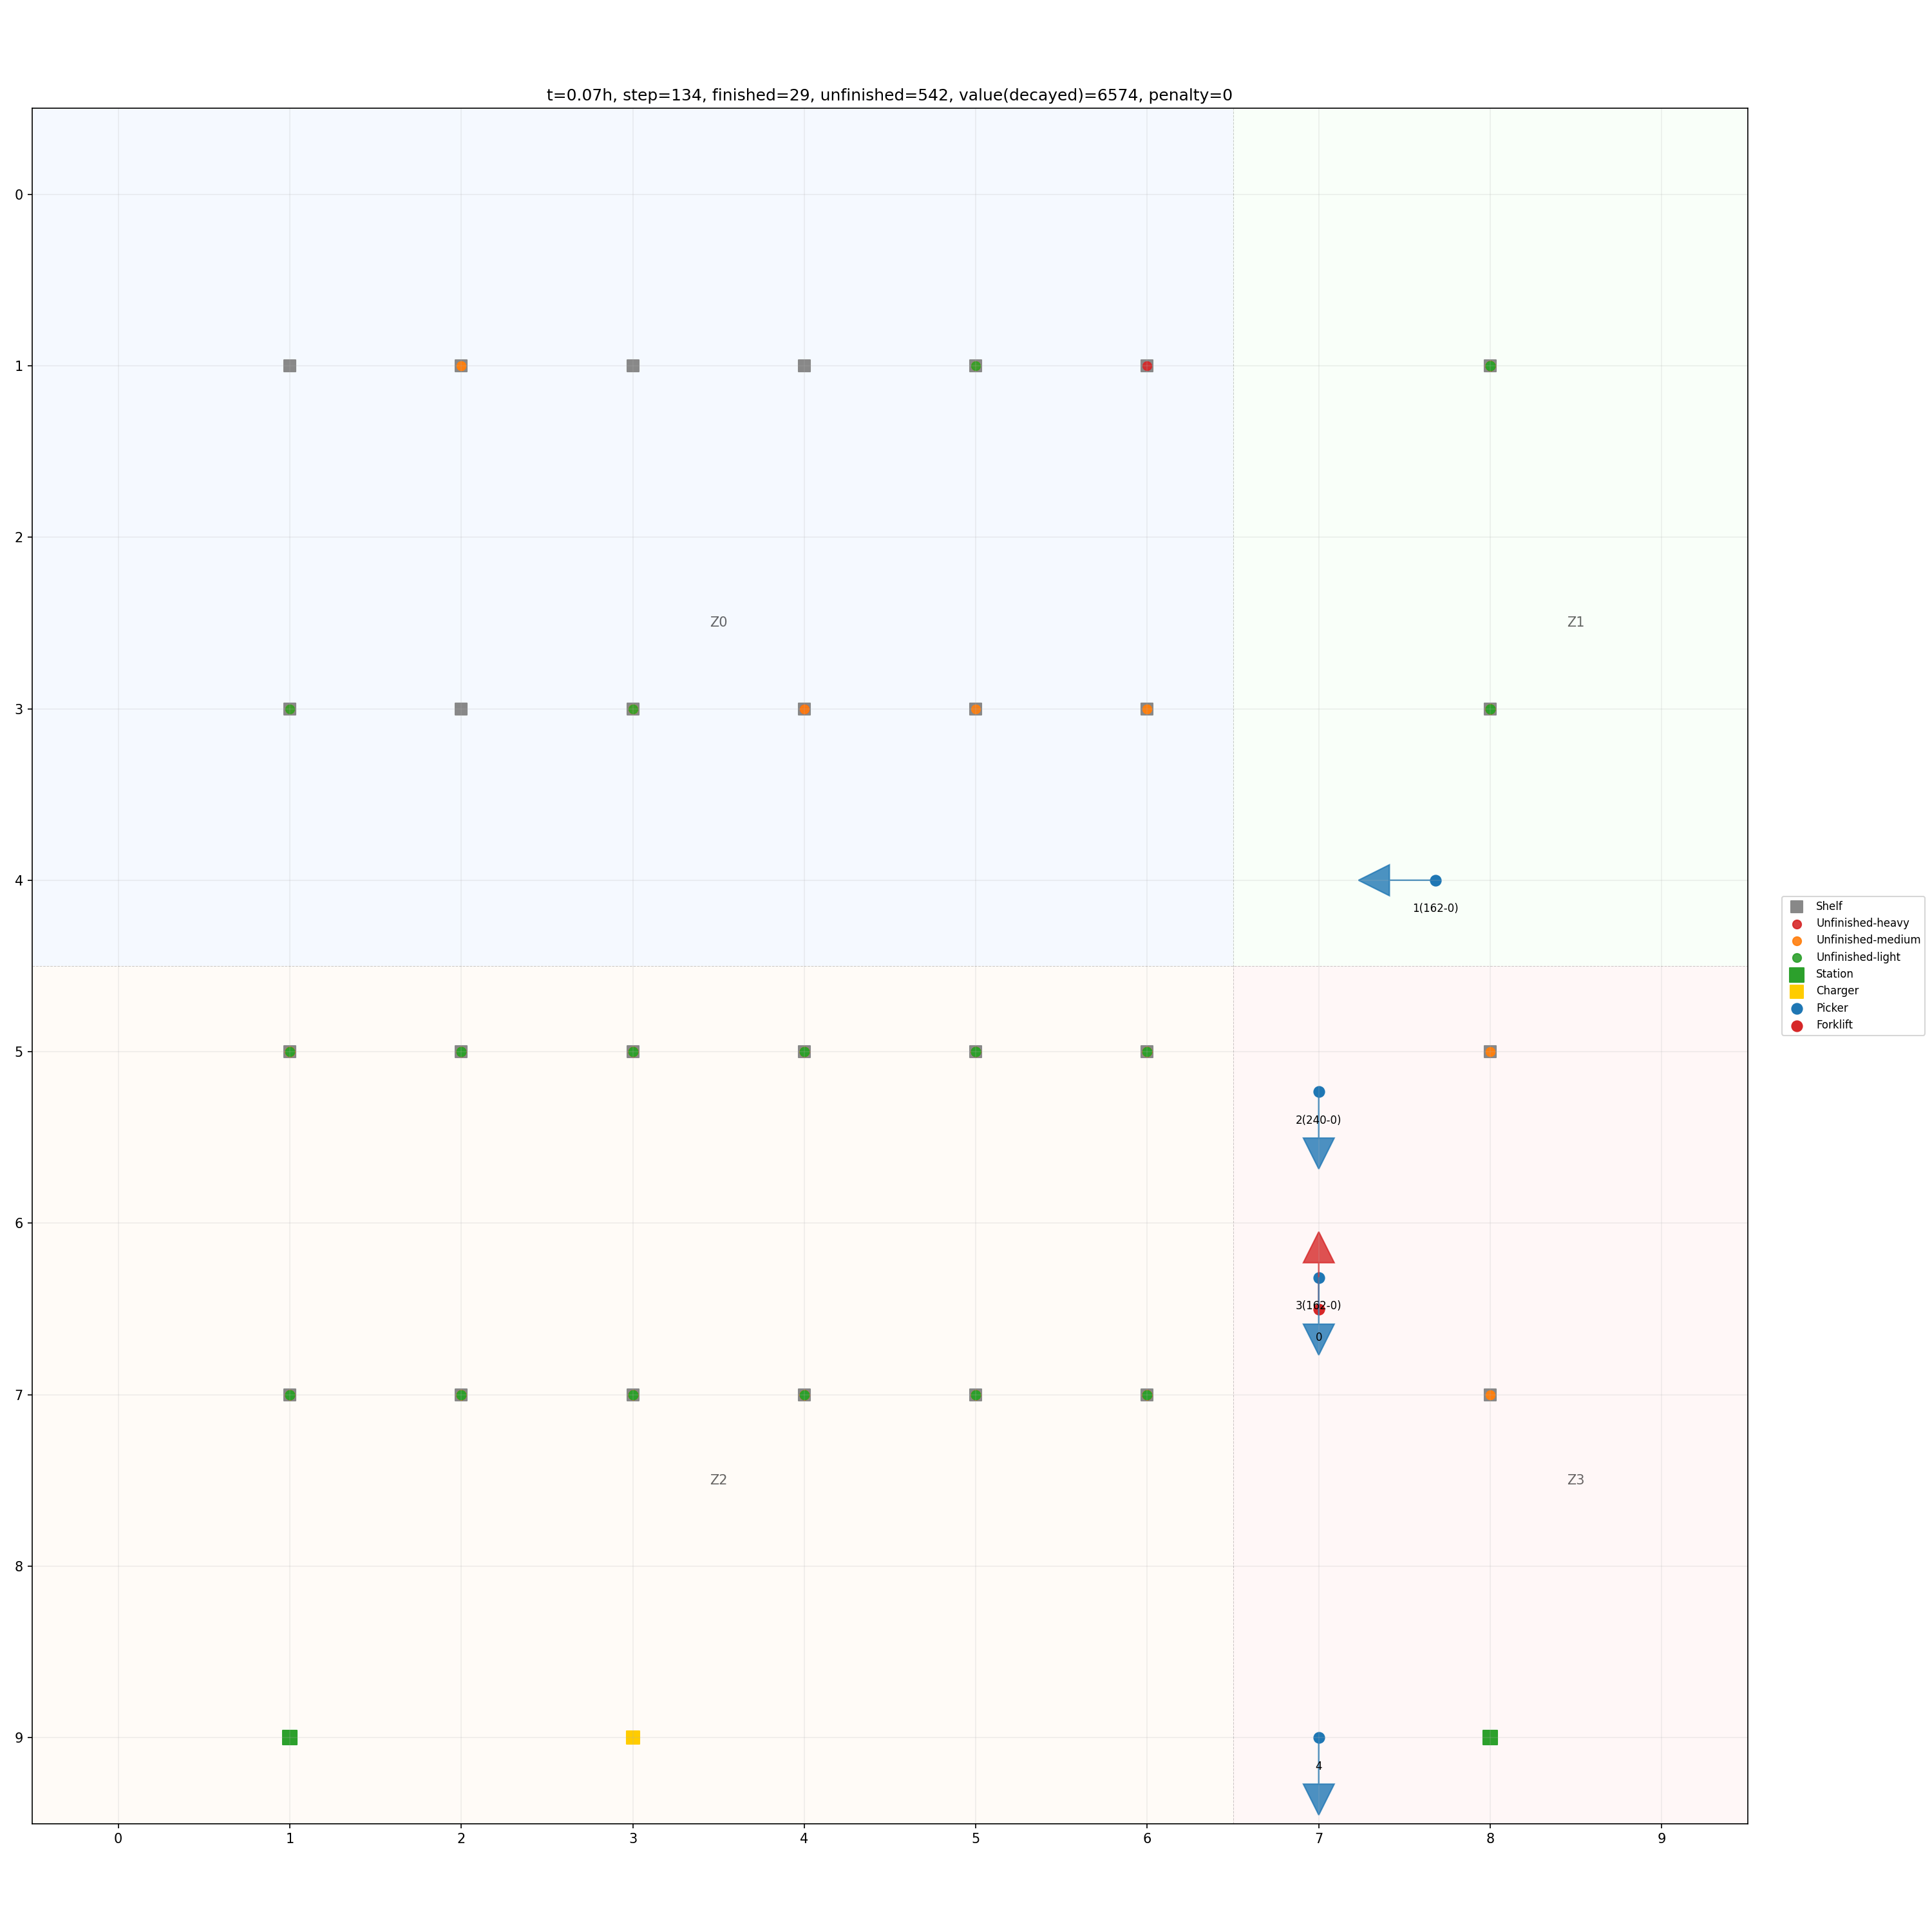 t=0.07h, step=134, finished=29, unfinished=542, value(decayed)=6574, penalty=0
0
1
2
Z0
Z1
3
4
1(162-0)
Shelf
Unfinished-heavy
Unfinished-medium
Unfinished-light
Station
Charger
Picker
Forklift
5
2(240-0)
6
0
7
Z2
Z3
8
9
4
0 1 2 3 4 5 6 7 8 9